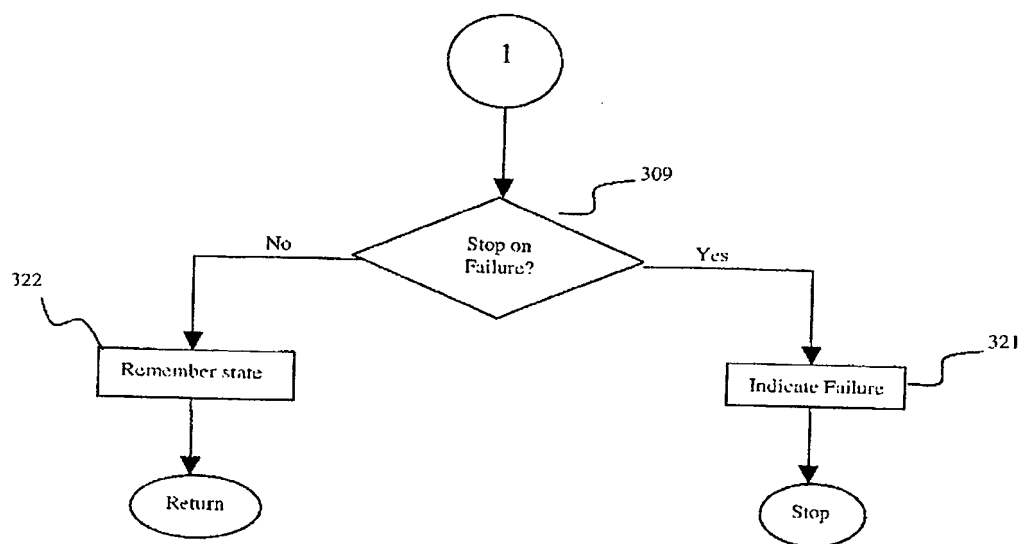 1
309
Stop on
Failure?
No
Yes
322
321
Remember state
Indicate Failure
Return
Stop